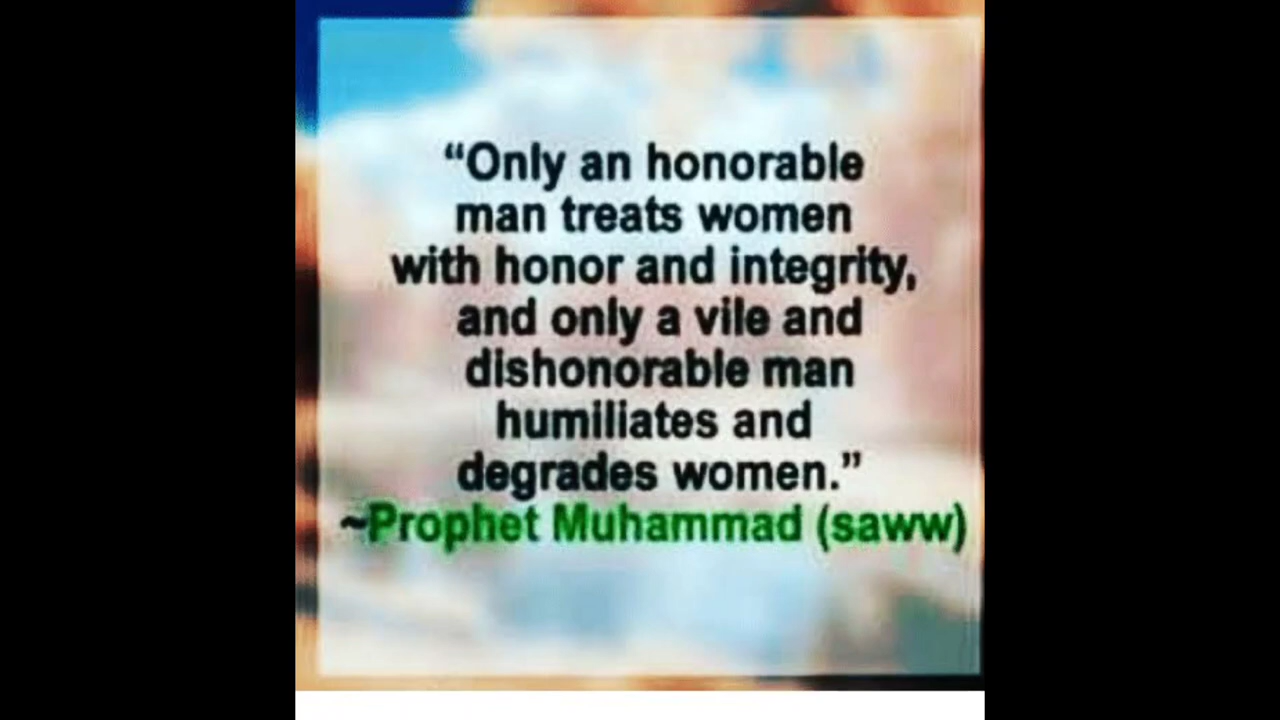 “Only an honorable
man treats women
with honor and integrity,
and only a vile and
dishonorable man
humiliates and
degrades women.”
~Prophet Muhammad (saww)